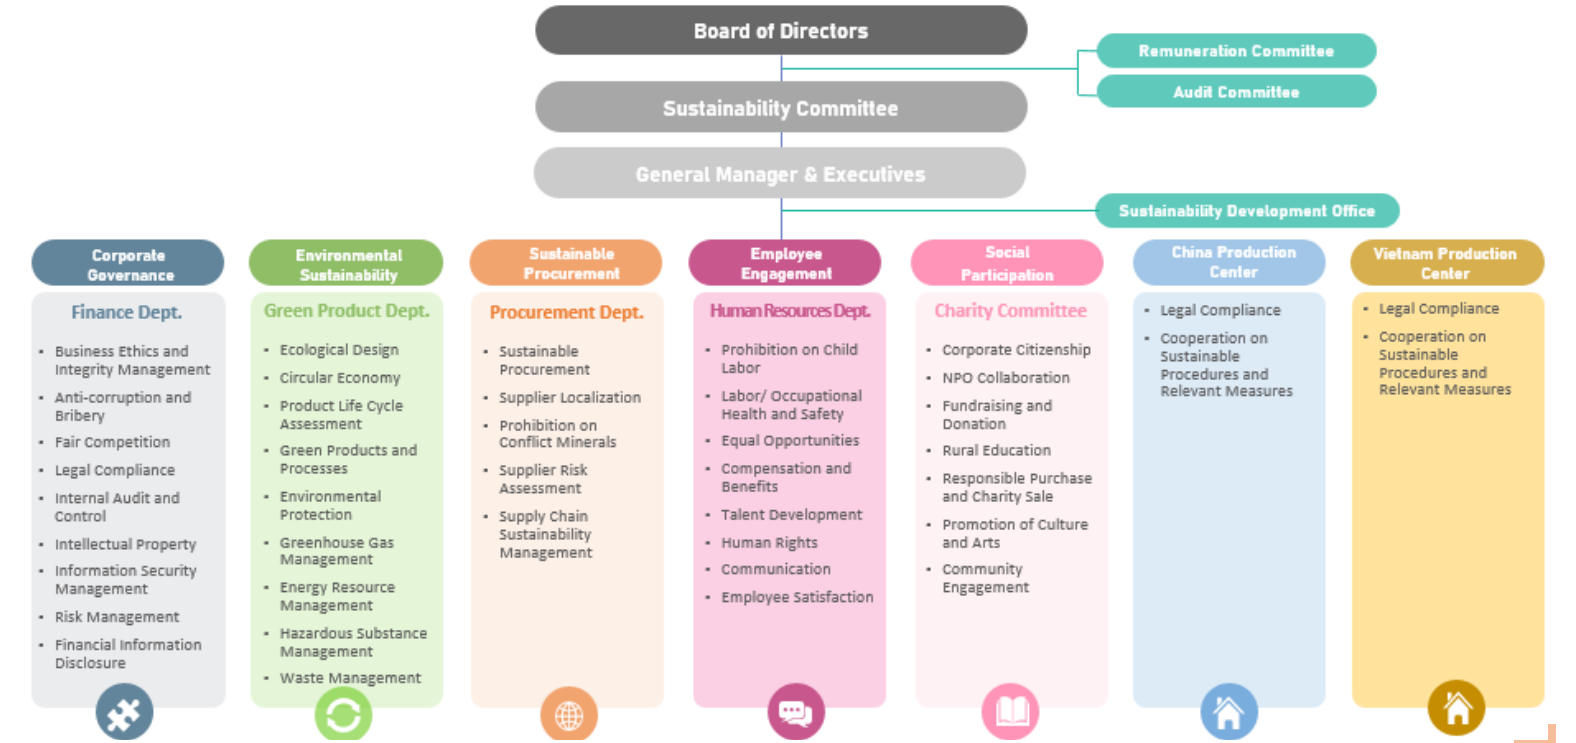 Board of Directors
Remuneration Committee
Audit Committee
Sustainability Committee
General Manager & Executives
Sustainability Development Office
Corporate
Governance
Finance Dept.
▪ Business Ethics and
Integrity Management
▪ Anti-corruption and
Bribery
▪ Fair Competition
▪ Legal Compliance
▪ Internal Audit and
Control
▪ Intellectual Property
▪ Information Security
Management
▪ Risk Management
▪ Financial Information
Disclosure
Environmental
Sustainability
Green Product Dept.
▪ Ecological Design
▪ Circular Economy
▪ Product Life Cycle
Assessment
▪ Green Products and
Processes
▪ Environmental
Protection
▪ Greenhouse Gas
Management
▪ Energy Resource
Management
▪ Hazardous Substance
Management
▪ Waste Management
Sustainable
Procurement
Procurement Dept.
▪ Sustainable
Procurement
▪ Supplier Localization
▪ Prohibition on
Conflict Minerals
▪ Supplier Risk
Assessment
▪ Supply Chain
Sustainability
Management
Employee
Engagement
Human Resources Dept.
▪ Prohibition on Child
Labor
▪ Labor/ Occupational
Health and Safety
▪ Equal Opportunities
▪ Compensation and
Benefits
▪ Talent Development
▪ Human Rights
▪ Communication
▪ Employee Satisfaction
Social
Participation
Charity Committee
▪ Corporate Citizenship
▪ NPO Collaboration
▪ Fundraising and
Donation
▪ Rural Education
▪ Responsible Purchase
and Charity Sale
▪ Promotion of Culture
and Arts
▪ Community
Engagement
China Production
Center
▪ Legal Compliance
▪ Cooperation on
Sustainable
Procedures and
Relevant Measures
Vietnam Production
Center
▪ Legal Compliance
▪ Cooperation on
Sustainable
Procedures and
Relevant Measures